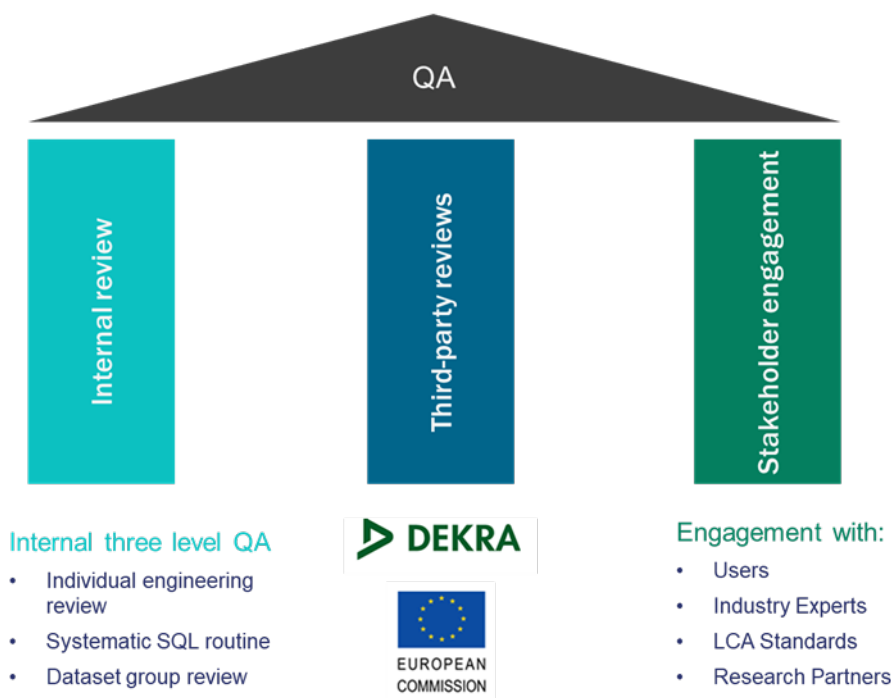 QA
Internal review
Third-party reviews
Stakeholder engagement
Internal three level QA
• Individual engineering
review
• Systematic SQL routine
• Dataset group review
DEKRA
EUROPEAN
COMMISSION
Engagement with:
• Users
• Industry Experts
• LCA Standards
• Research Partners